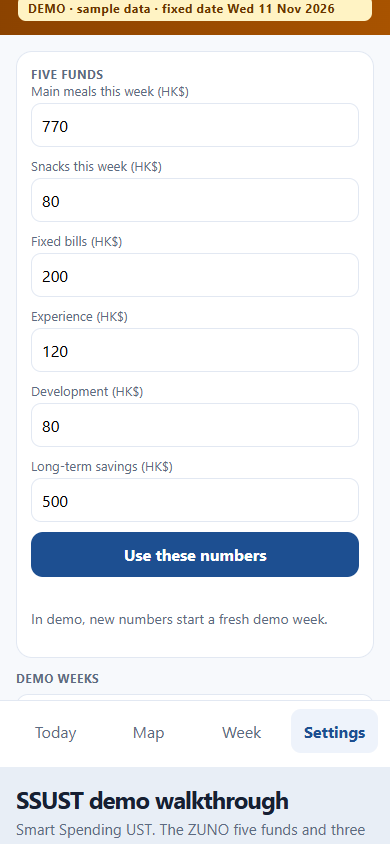 DEMO · sample data · fixed date Wed 11 Nov 2026
FIVE FUNDS
Main meals this week (HK$)
770
Snacks this week (HK$)
80
Fixed bills (HK$)
200
Experience (HK$)
120
Development (HK$)
80
Long-term savings (HK$)
500
Use these numbers
In demo, new numbers start a fresh demo week.
DEMO WEEKS
Today
Map
Week
Settings
SSUST demo walkthrough
Smart Spending UST. The ZUNO five funds and three